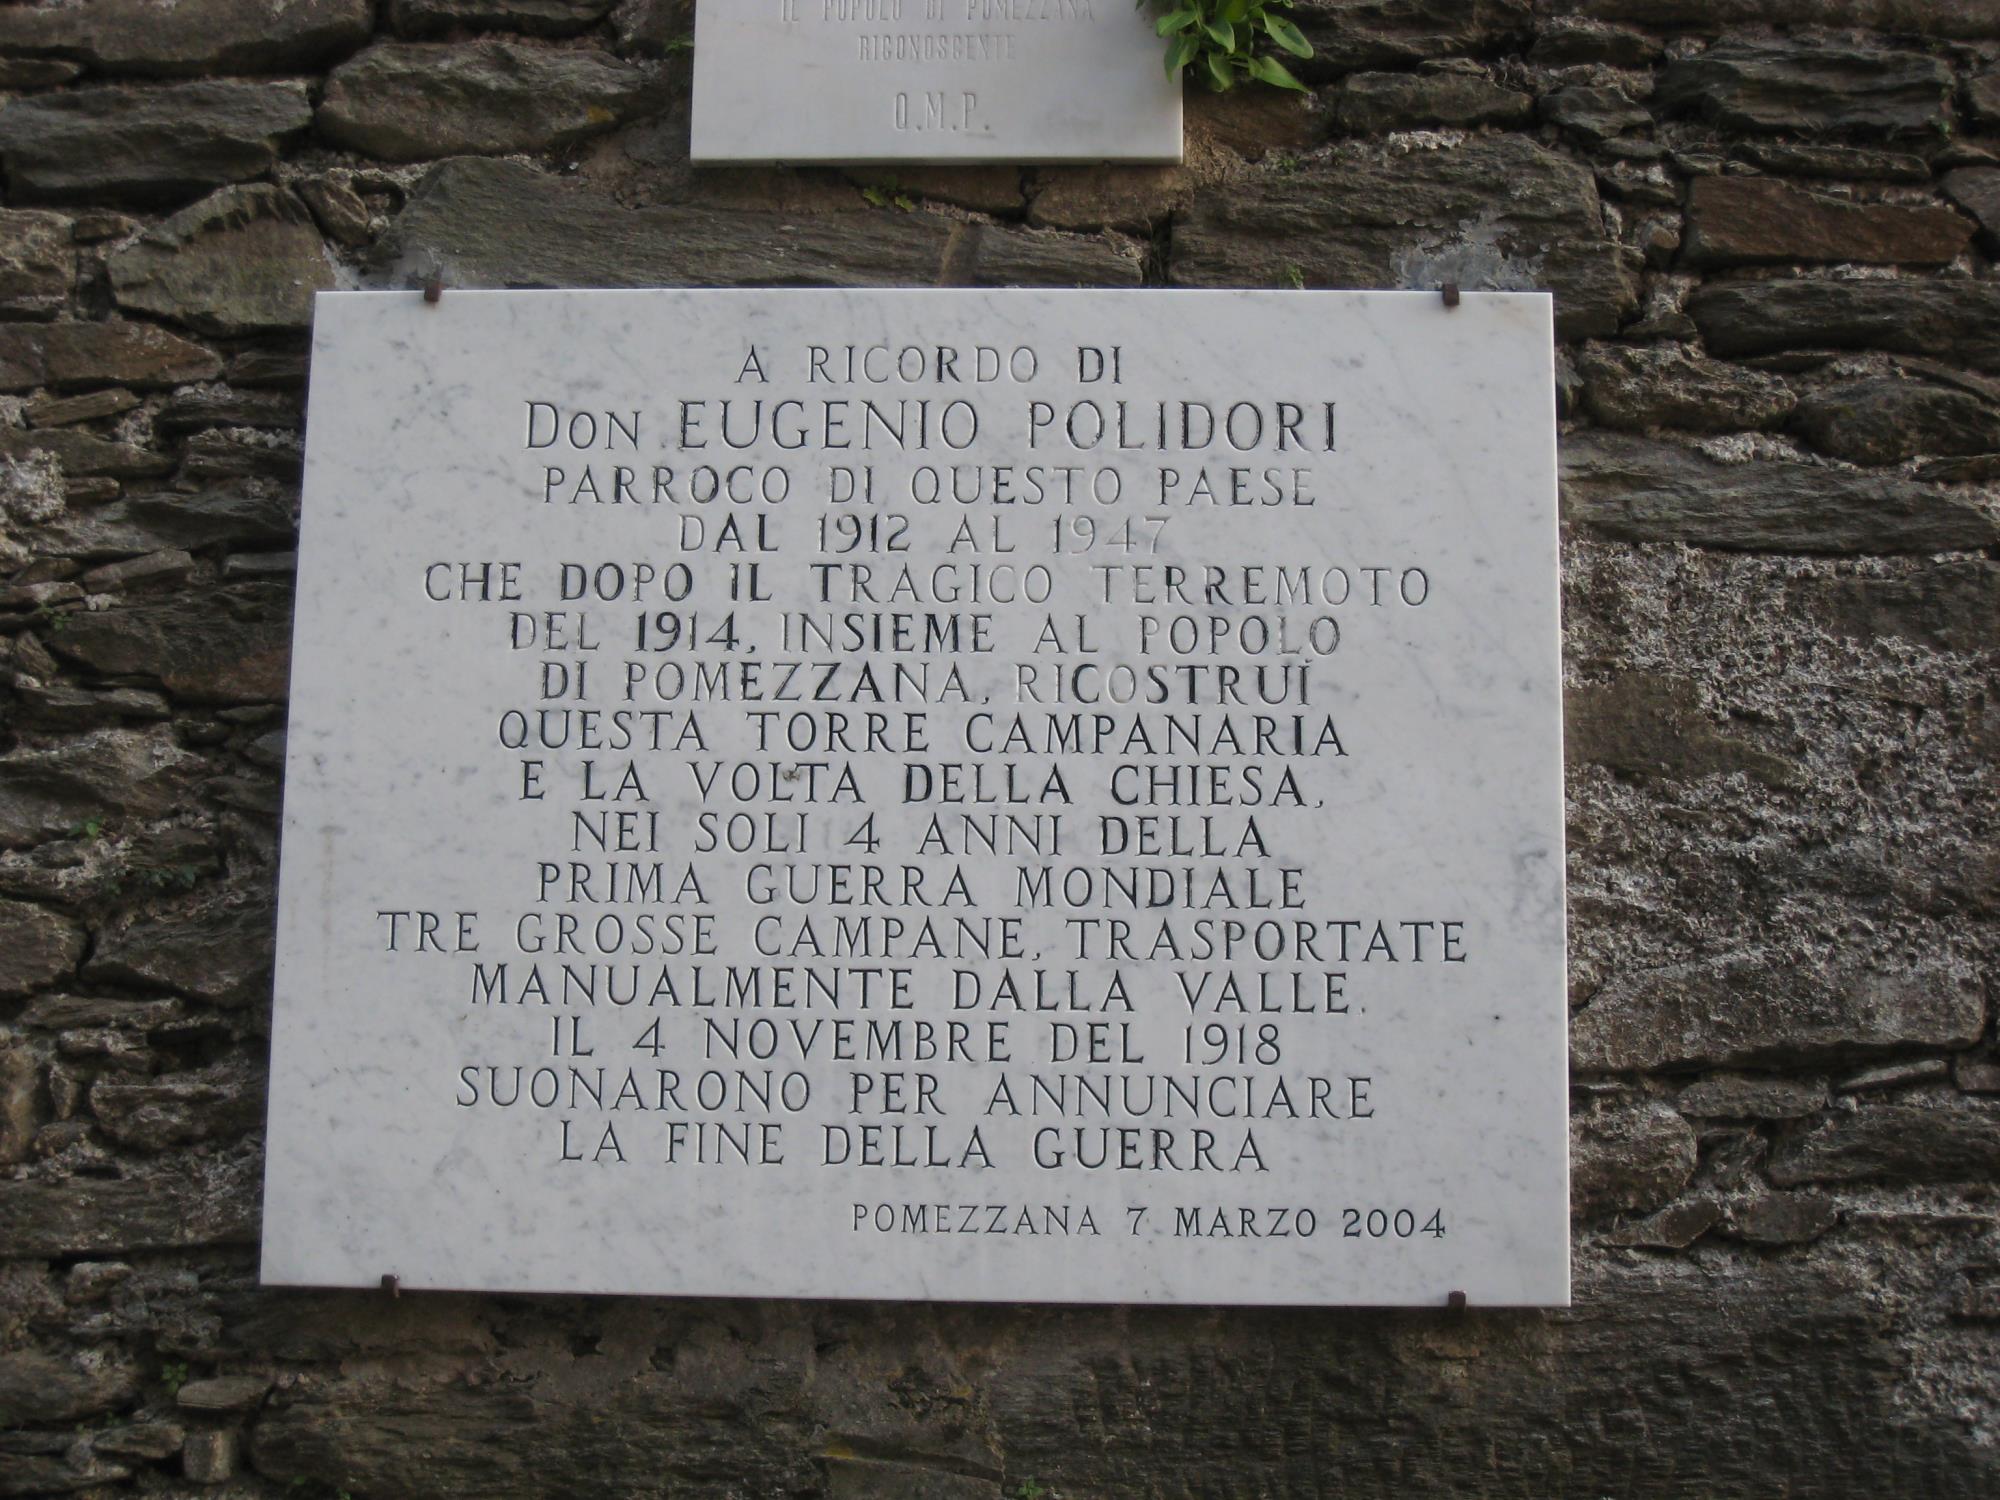 IL POPOLO DI POMEZZANA
RICONOSCENTE
Q.M.P.
A RICORDO DI
DON EUGENIO POLIDORI
PARROCO DI QUESTO PAESE
DAL 1912 AL 1947
CHE DOPO IL TRAGICO TERREMOTO
DEL 1914, INSIEME AL POPOLO
DI POMEZZANA, RICOSTRUÌ
QUESTA TORRE CAMPANARIA
E LA VOLTA DELLA CHIESA,
NEI SOLI 4 ANNI DELLA
PRIMA GUERRA MONDIALE
TRE GROSSE CAMPANE, TRASPORTATE
MANUALMENTE DALLA VALLE.
IL 4 NOVEMBRE DEL 1918
SUONARONO PER ANNUNCIARE
LA FINE DELLA GUERRA
POMEZZANA 7 MARZO 2004